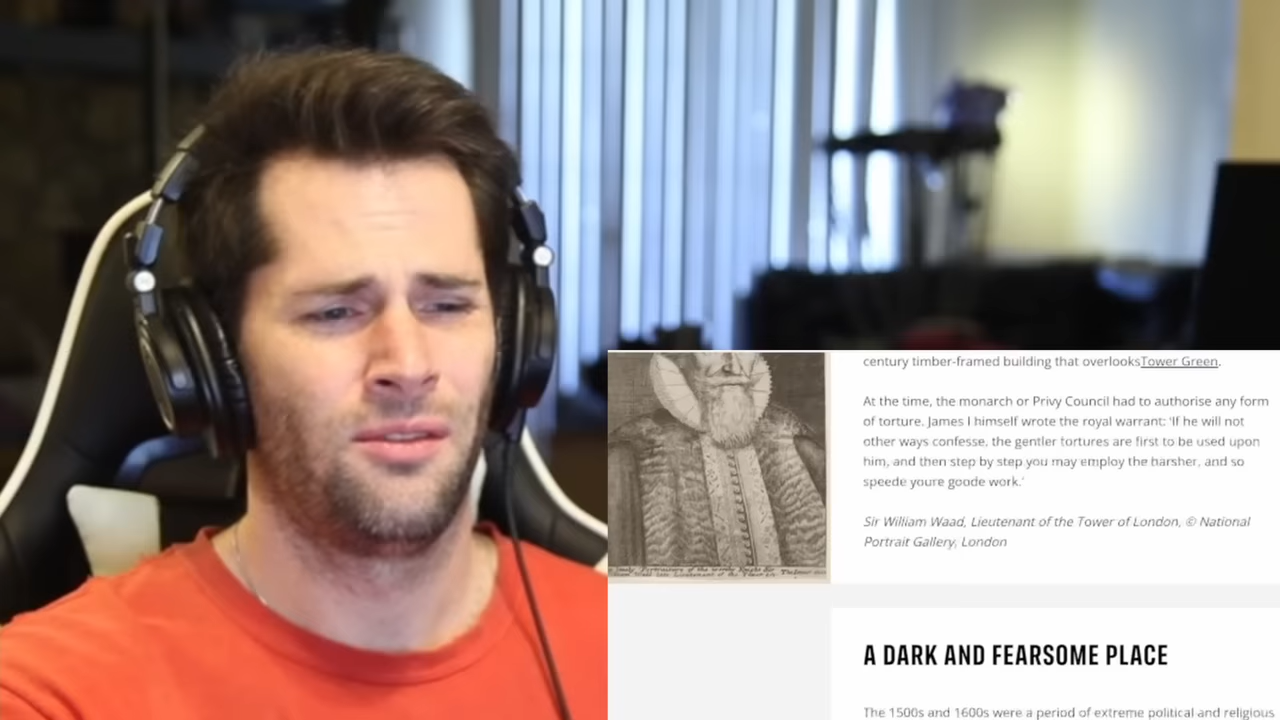 century timber-framed building that overlooksTower Green.
At the time, the monarch or Privy Council had to authorise any form
of torture. James I himself wrote the royal warrant: 'If he will not
other ways confesse, the gentler tortures are first to be used upon
him, and then step by step you may employ the harsher, and so
speede youre goode work.'
Sir William Waad, Lieutenant of the Tower of London, © National
Portrait Gallery, London
A DARK AND FEARSOME PLACE
The 1500s and 1600s were a period of extreme political and religious